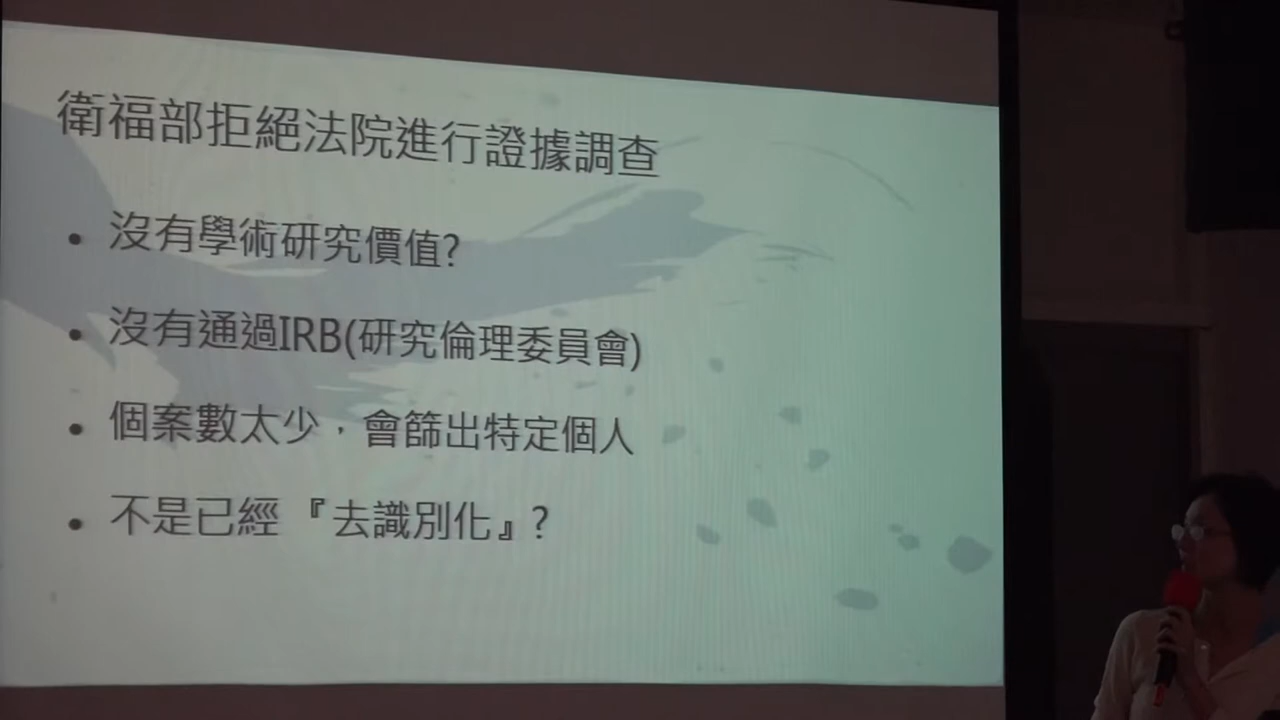 衛福部拒絕法院進行證據調查
• 沒有學術研究價值?
• 沒有通過IRB(研究倫理委員會)
• 個案數太少，會篩出特定個人
• 不是已經『去識別化』?